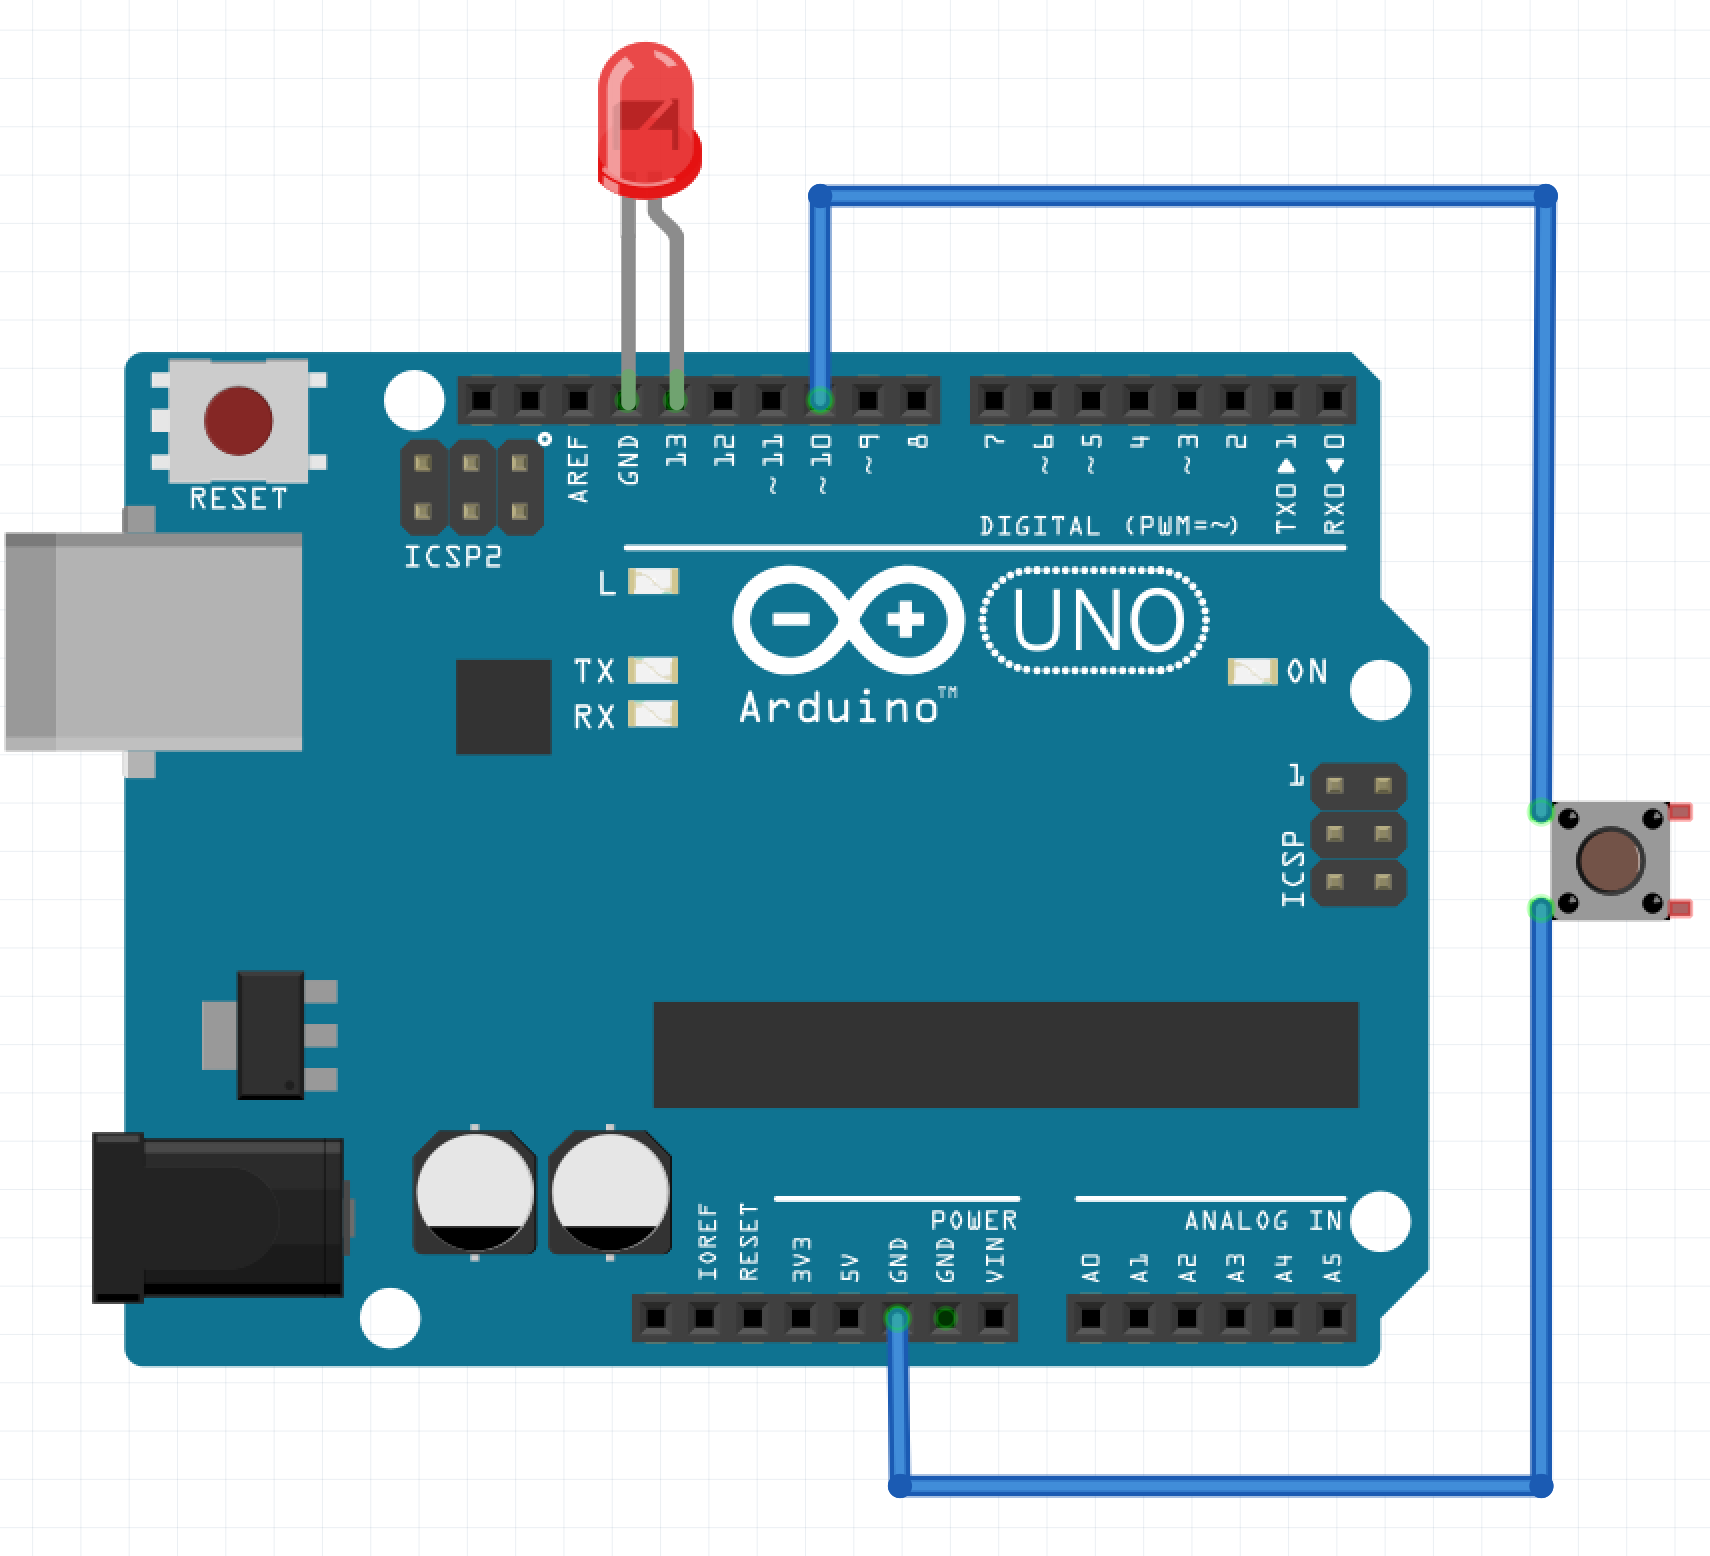 RESET
ICSP2
AREF
GND
13
12
~11
~10
~9
8
7
~6
~5
4
~3
2
TX0▶1
RX0◀0
DIGITAL (PWM=~)
L
TX
RX
Arduino™
UNO
ON
1
ICSP
IOREF
RESET
3V3
5V
GND
GND
VIN
POWER
ANALOG IN
A0
A1
A2
A3
A4
A5